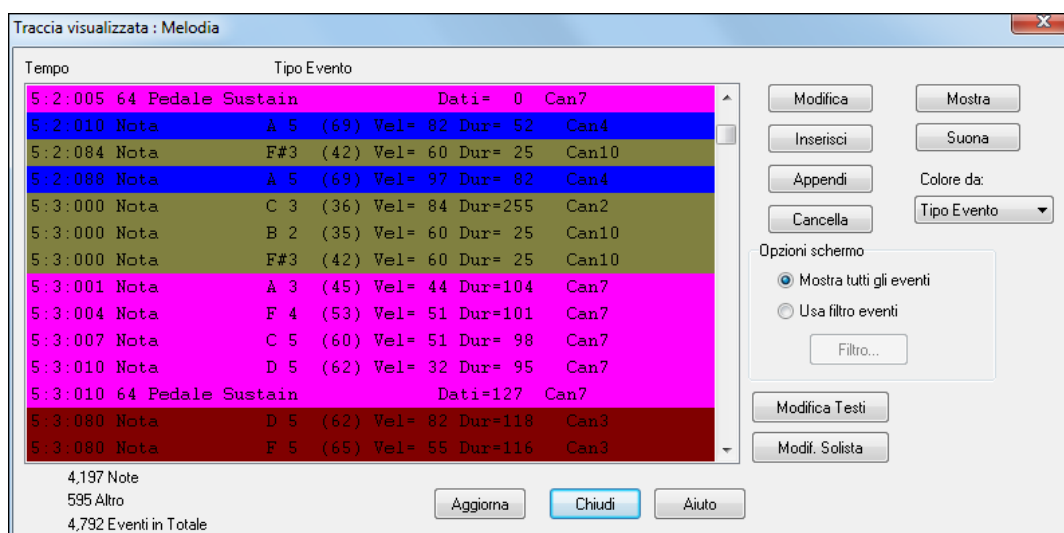 Traccia visualizzata : Melodia
Tempo Tipo Evento
5:2:005 64 Pedale Sustain Dati= 0 Can7
5:2:010 Nota A 5 (69) Vel= 82 Dur= 52 Can4
5:2:084 Nota F#3 (42) Vel= 60 Dur= 25 Can10
5:2:088 Nota A 5 (69) Vel= 97 Dur= 82 Can4
5:3:000 Nota C 3 (36) Vel= 84 Dur=255 Can2
5:3:000 Nota B 2 (35) Vel= 60 Dur= 25 Can10
5:3:000 Nota F#3 (42) Vel= 60 Dur= 25 Can10
5:3:001 Nota A 3 (45) Vel= 44 Dur=104 Can7
5:3:004 Nota F 4 (53) Vel= 51 Dur=101 Can7
5:3:007 Nota C 5 (60) Vel= 51 Dur= 98 Can7
5:3:010 Nota D 5 (62) Vel= 32 Dur= 95 Can7
5:3:010 64 Pedale Sustain Dati=127 Can7
5:3:080 Nota D 5 (62) Vel= 82 Dur=118 Can3
5:3:080 Nota F 5 (65) Vel= 55 Dur=116 Can3
4,197 Note
595 Altro
4,792 Eventi in Totale
Aggiorna Chiudi Aiuto
Modifica Mostra
Inserisci Suona
Appendi Colore da:
Cancella Tipo Evento
Opzioni schermo
Mostra tutti gli eventi
Usa filtro eventi
Filtro...
Modifica Testi
Modif. Solista